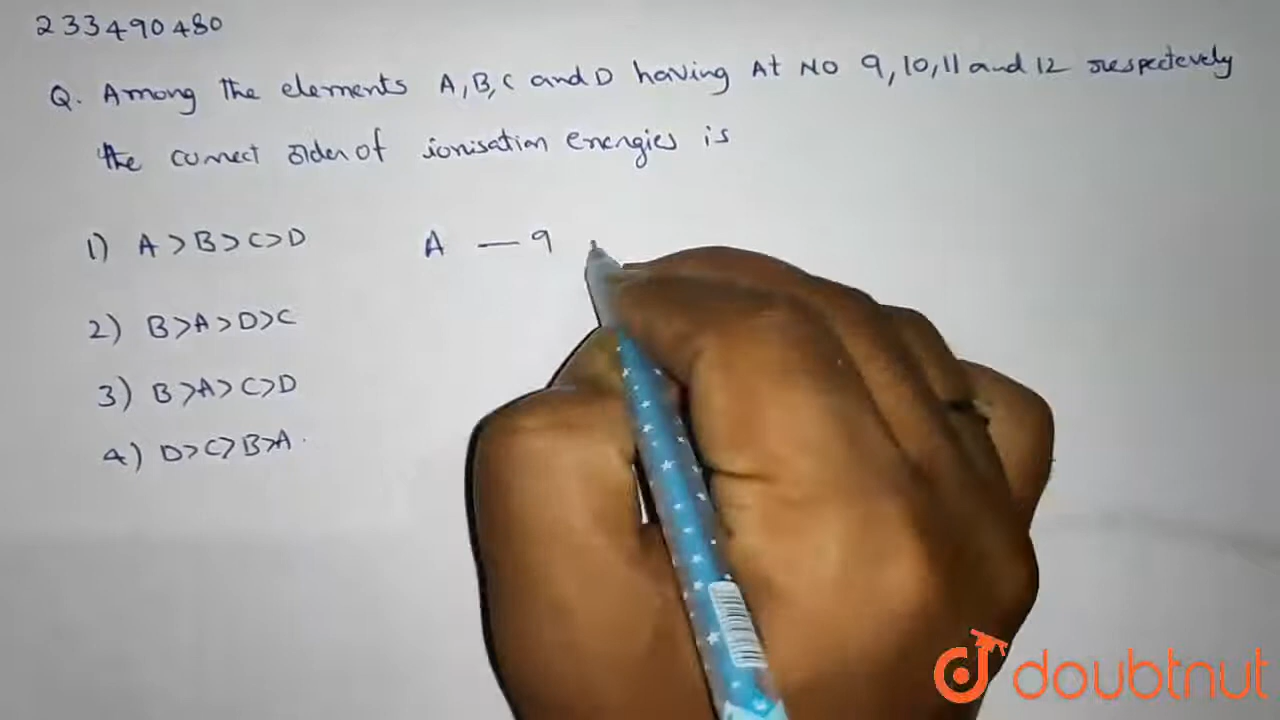 233490480
Q. Among the elements A, B, C and D having At No 9, 10, 11 and 12 respectevely
the correct order of ionisation energies is
1) A > B > C > D
A — 9
2) B > A > D > C
3) B > A > C > D
4) D > C > B > A.
doubtnut